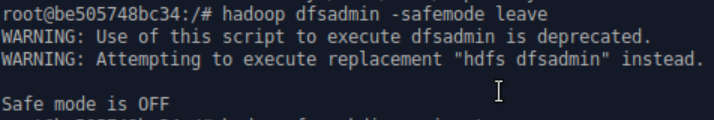 root@be505748bc34:/# hadoop dfsadmin -safemode leave
WARNING: Use of this script to execute dfsadmin is deprecated.
WARNING: Attempting to execute replacement "hdfs dfsadmin" instead.
Safe mode is OFF